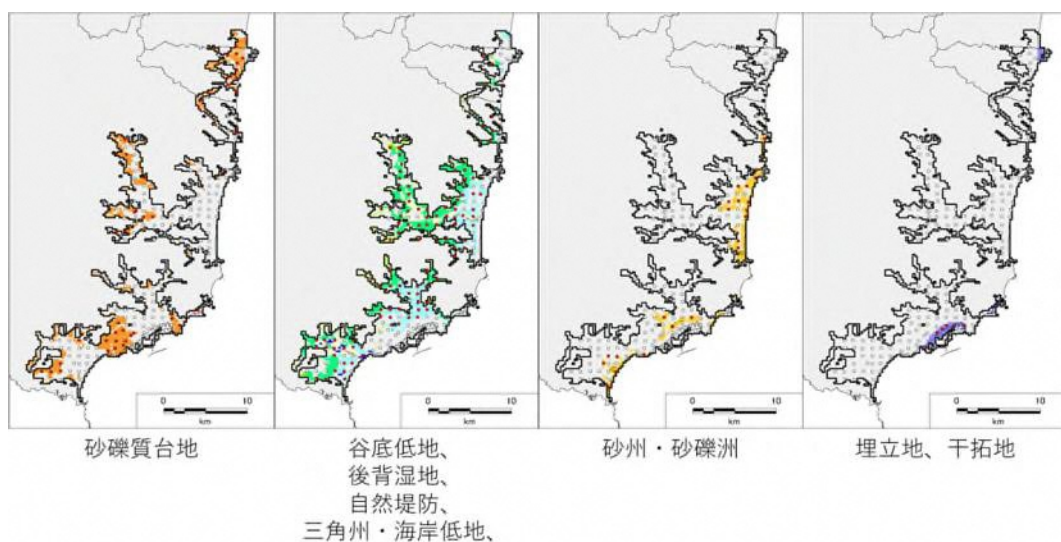 0 10
km
0 10
km
0 10
km
0 10
km
砂礫質台地
谷底低地、
後背湿地、
自然堤防、
三角州・海岸低地、
砂州・砂礫洲
埋立地、干拓地